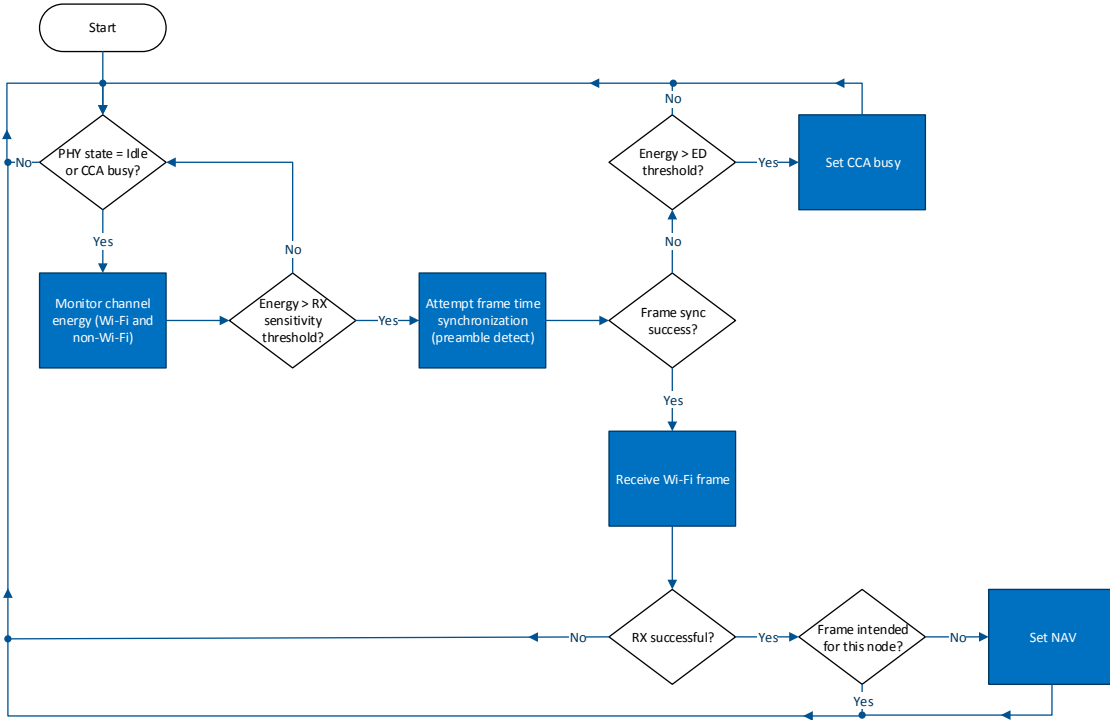 Start
No
PHY state = Idle
or CCA busy?
No
Energy > ED
threshold?
Yes
Set CCA busy
Yes
No
No
Monitor channel
energy (Wi-Fi and
non-Wi-Fi)
Energy > RX
sensitivity
threshold?
Yes
Attempt frame time
synchronization
(preamble detect)
Frame sync
success?
Yes
Receive Wi-Fi frame
No
RX successful?
Yes
Frame intended
for this node?
No
Set NAV
Yes